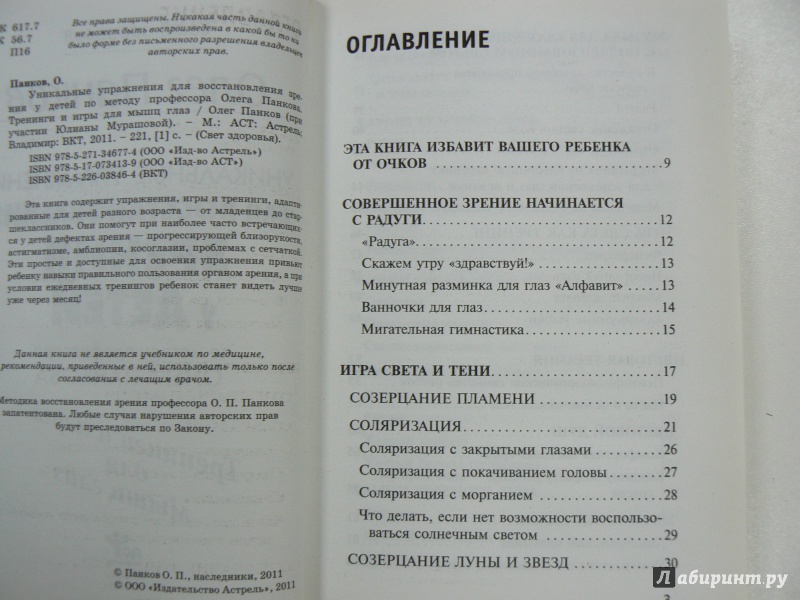 К 617.7
К 56.7
П16
Все права защищены. Никакая часть данной книги
не может быть воспроизведена в какой бы то ни
было форме без письменного разрешения владельцев
авторских прав.
Панков, О.
Уникальные упражнения для восстановления зре-
ния у детей по методу профессора Олега Панкова.
Тренинги и игры для мышц глаз / Олег Панков (при
участии Юлианы Мурашовой). – М.: АСТ: Астрель;
Владимир: ВКТ, 2011. – 221, [1] с. – (Свет здоровья).
ISBN 978-5-271-34677-4 (ООО «Изд-во Астрель»)
ISBN 978-5-17-073413-9 (ООО «Изд-во АСТ»)
ISBN 978-5-226-03846-4 (ВКТ)
Эта книга содержит упражнения, игры и тренинги, адапти-
рованные для детей разного возраста — от младенцев до стар-
шеклассников. Они помогут при наиболее часто встречающих-
ся у детей дефектах зрения — прогрессирующей близорукости,
астигматизме, амблиопии, косоглазии, проблемах с сетчаткой.
Эти простые и доступные для освоения упражнения привьют
ребенку навыки правильного пользования органом зрения, а при
условии ежедневных тренингов ребенок станет видеть лучше
уже через месяц!
Данная книга не является учебником по медицине,
рекомендации, приведенные в ней, использовать только после
согласования с лечащим врачом.
Методика восстановления зрения профессора О. П. Панкова
запатентована. Любые случаи нарушения авторских прав
будут преследоваться по Закону.
© Панков О. П., наследники, 2011
© ООО «Издательство Астрель», 2011
ОГЛАВЛЕНИЕ
ЭТА КНИГА ИЗБАВИТ ВАШЕГО РЕБЕНКА
ОТ ОЧКОВ ........ 9
СОВЕРШЕННОЕ ЗРЕНИЕ НАЧИНАЕТСЯ
С РАДУГИ ........ 12
«Радуга» ........ 12
Скажем утру «здравствуй!» ........ 13
Минутная разминка для глаз «Алфавит» ..... 13
Ванночки для глаз ........ 14
Мигательная гимнастика ........ 15
ИГРА СВЕТА И ТЕНИ ........ 17
СОЗЕРЦАНИЕ ПЛАМЕНИ ........ 19
СОЛЯРИЗАЦИЯ ........ 21
Соляризация с закрытыми глазами ........ 26
Соляризация с покачиванием головы ........ 27
Соляризация с морганием ........ 28
Что делать, если нет возможности воспользо-
ваться солнечным светом ........ 29
СОЗЕРЦАНИЕ ЛУНЫ И ЗВЕЗД ........ 30
3
Лабиринт.ру